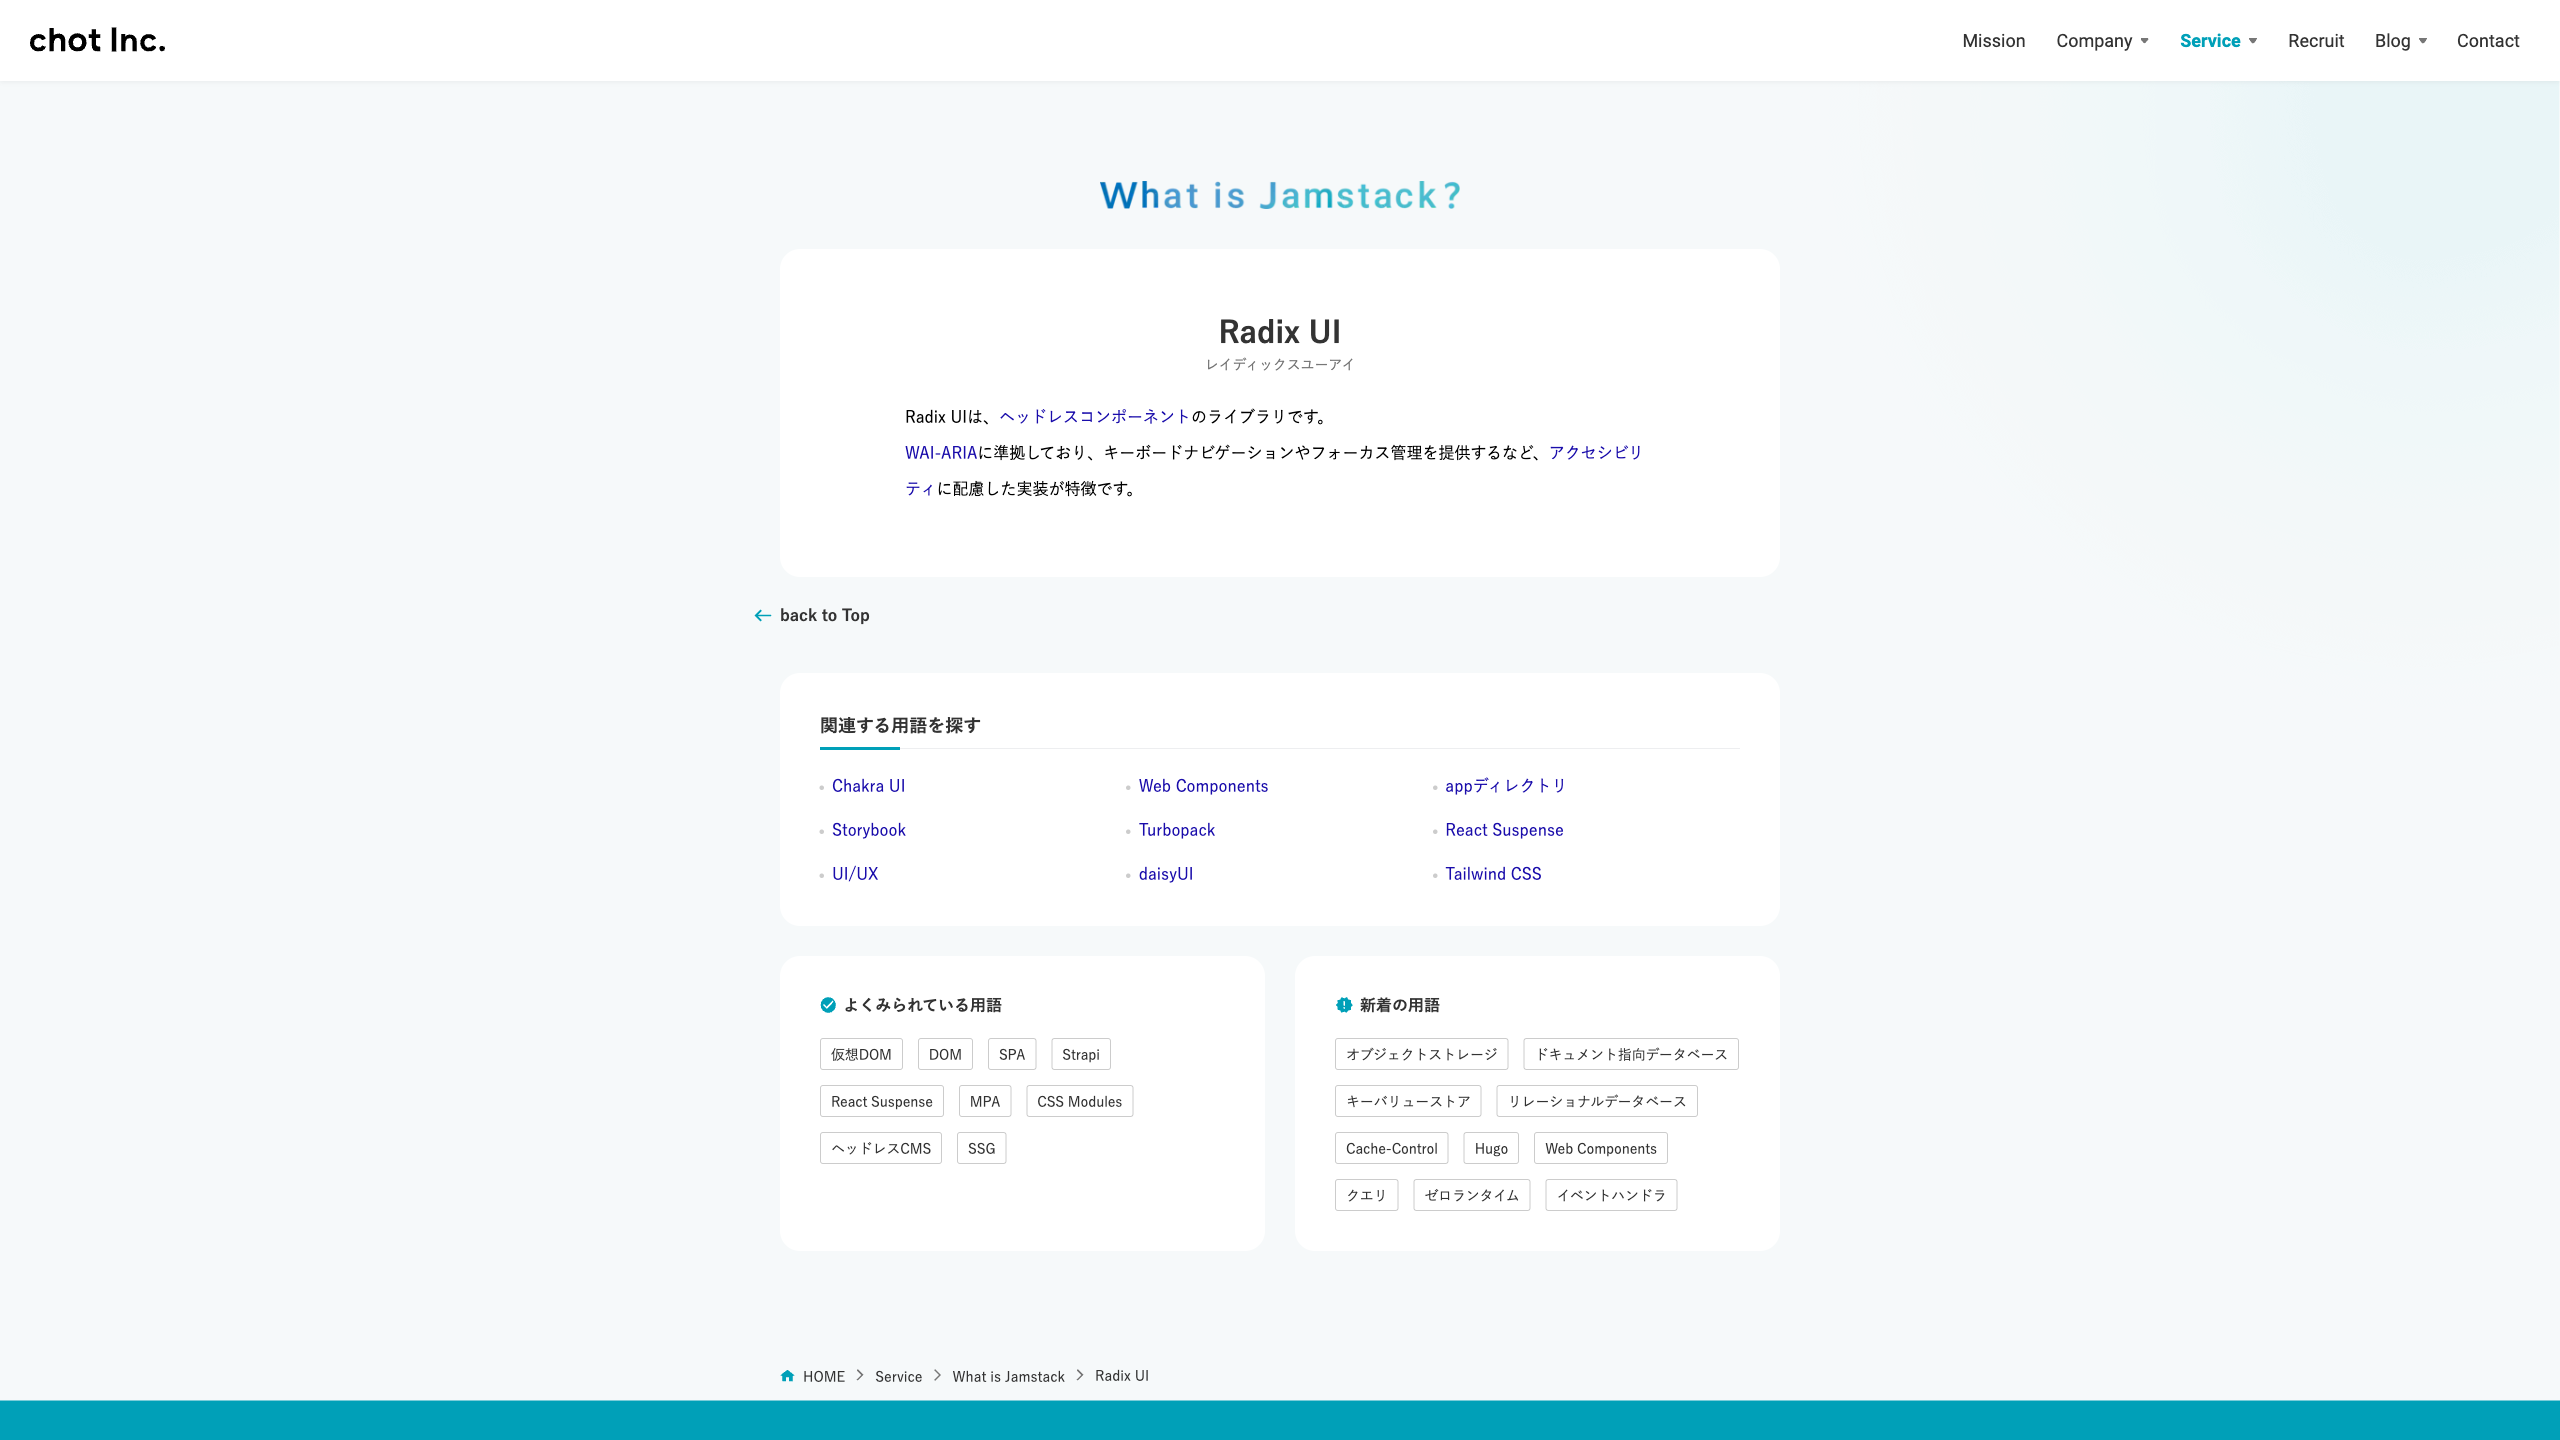 chot Inc.
Mission Company Service Recruit Blog Contact
What is Jamstack?
Radix UI
レイディックスユーアイ
Radix UIは、ヘッドレスコンポーネントのライブラリです。
WAI-ARIAに準拠しており、キーボードナビゲーションやフォーカス管理を提供するなど、アクセシビリ
ティに配慮した実装が特徴です。
back to Top
関連する用語を探す
Chakra UI Web Components appディレクトリ
Storybook Turbopack React Suspense
UI/UX daisyUI Tailwind CSS
よくみられている用語
仮想DOM DOM SPA Strapi
React Suspense MPA CSS Modules
ヘッドレスCMS SSG
新着の用語
オブジェクトストレージ ドキュメント指向データベース
キーバリューストア リレーショナルデータベース
Cache-Control Hugo Web Components
クエリ ゼロランタイム イベントハンドラ
HOME Service What is Jamstack Radix UI